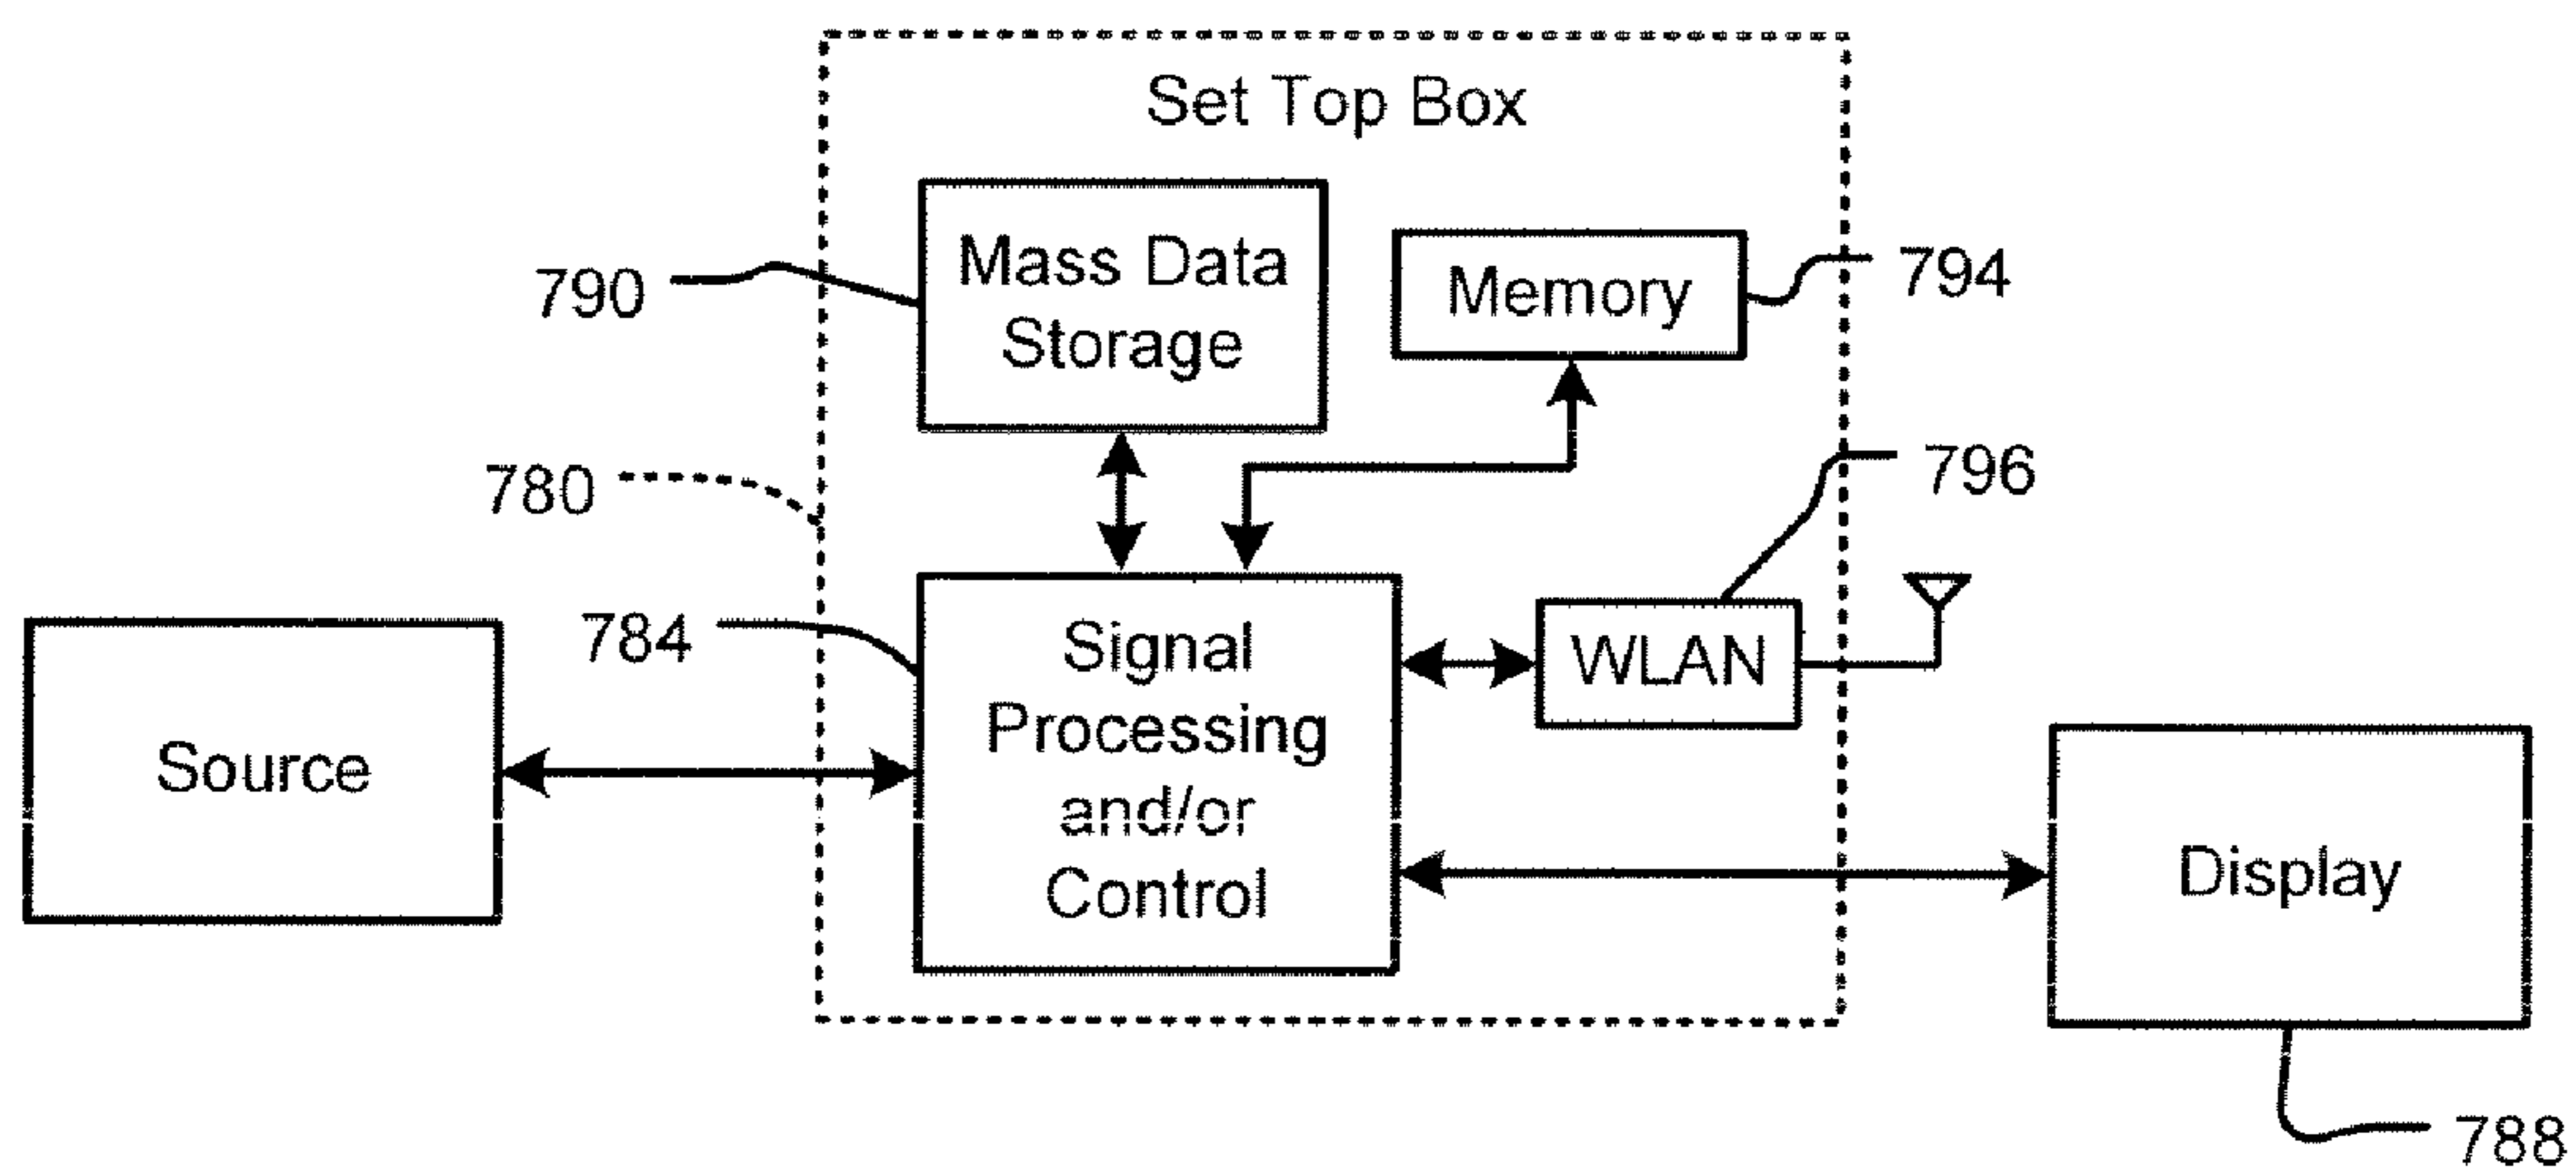 Set Top Box
790
Mass Data
Storage
Memory
794
780
796
784
Signal
Processing
and/or
Control
WLAN
Source
Display
788